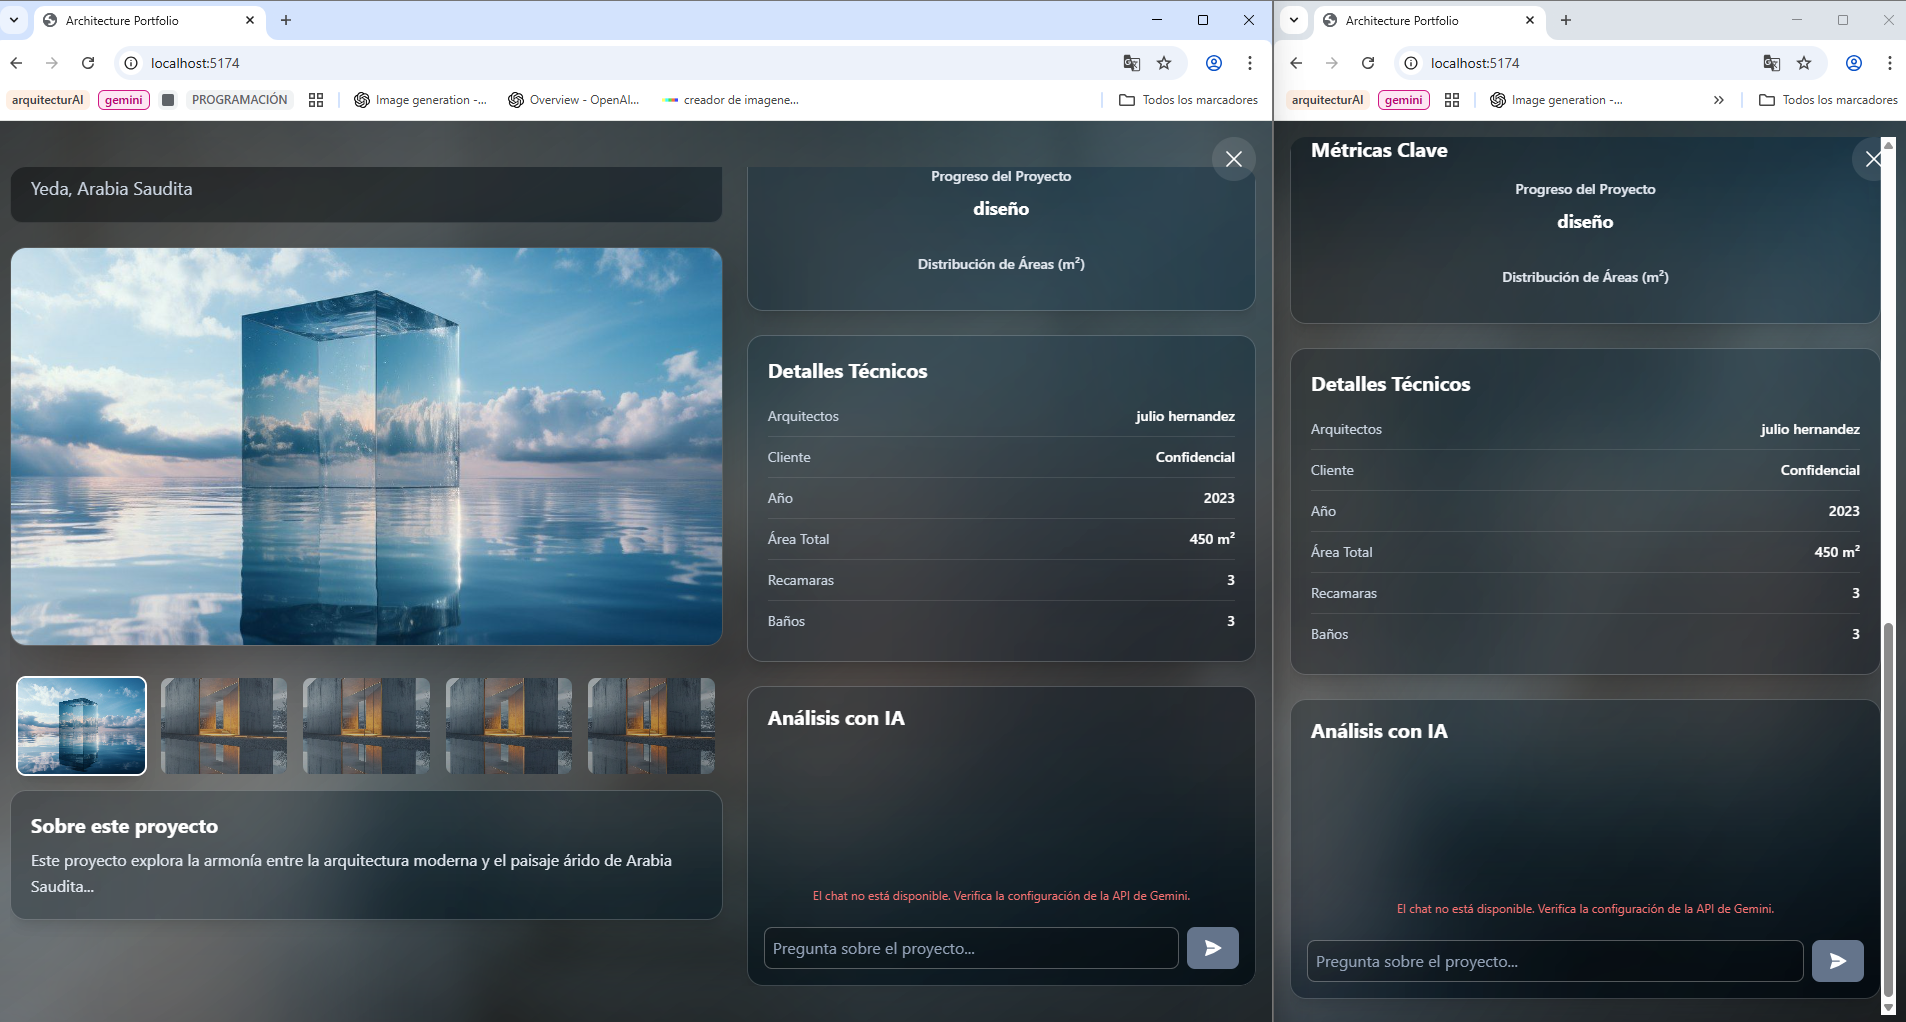 Architecture Portfolio
localhost:5174
arquitecturAI
gemini
PROGRAMACIÓN
Image generation -...
Overview - OpenAI...
creador de imagene...
Todos los marcadores
Yeda, Arabia Saudita
Sobre este proyecto
Este proyecto explora la armonía entre la arquitectura moderna y el paisaje árido de Arabia
Saudita...
Progreso del Proyecto
diseño
Distribución de Áreas (m²)
Detalles Técnicos
Arquitectos julio hernandez
Cliente Confidencial
Año 2023
Área Total 450 m²
Recamaras 3
Baños 3
Análisis con IA
El chat no está disponible. Verifica la configuración de la API de Gemini.
Pregunta sobre el proyecto...
Architecture Portfolio
localhost:5174
arquitecturAI
gemini
Image generation -...
Todos los marcadores
Métricas Clave
Progreso del Proyecto
diseño
Distribución de Áreas (m²)
Detalles Técnicos
Arquitectos julio hernandez
Cliente Confidencial
Año 2023
Área Total 450 m²
Recamaras 3
Baños 3
Análisis con IA
El chat no está disponible. Verifica la configuración de la API de Gemini.
Pregunta sobre el proyecto...